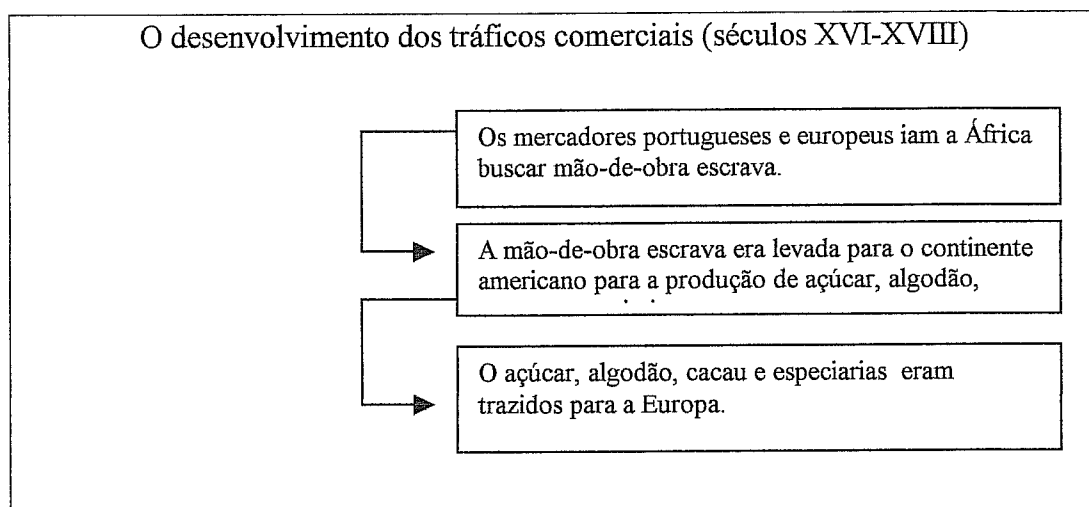 O desenvolvimento dos tráficos comerciais (séculos XVI-XVIII)
Os mercadores portugueses e europeus iam a África
buscar mão-de-obra escrava.
A mão-de-obra escrava era levada para o continente
americano para a produção de açúcar, algodão,
O açúcar, algodão, cacau e especiarias eram
trazidos para a Europa.